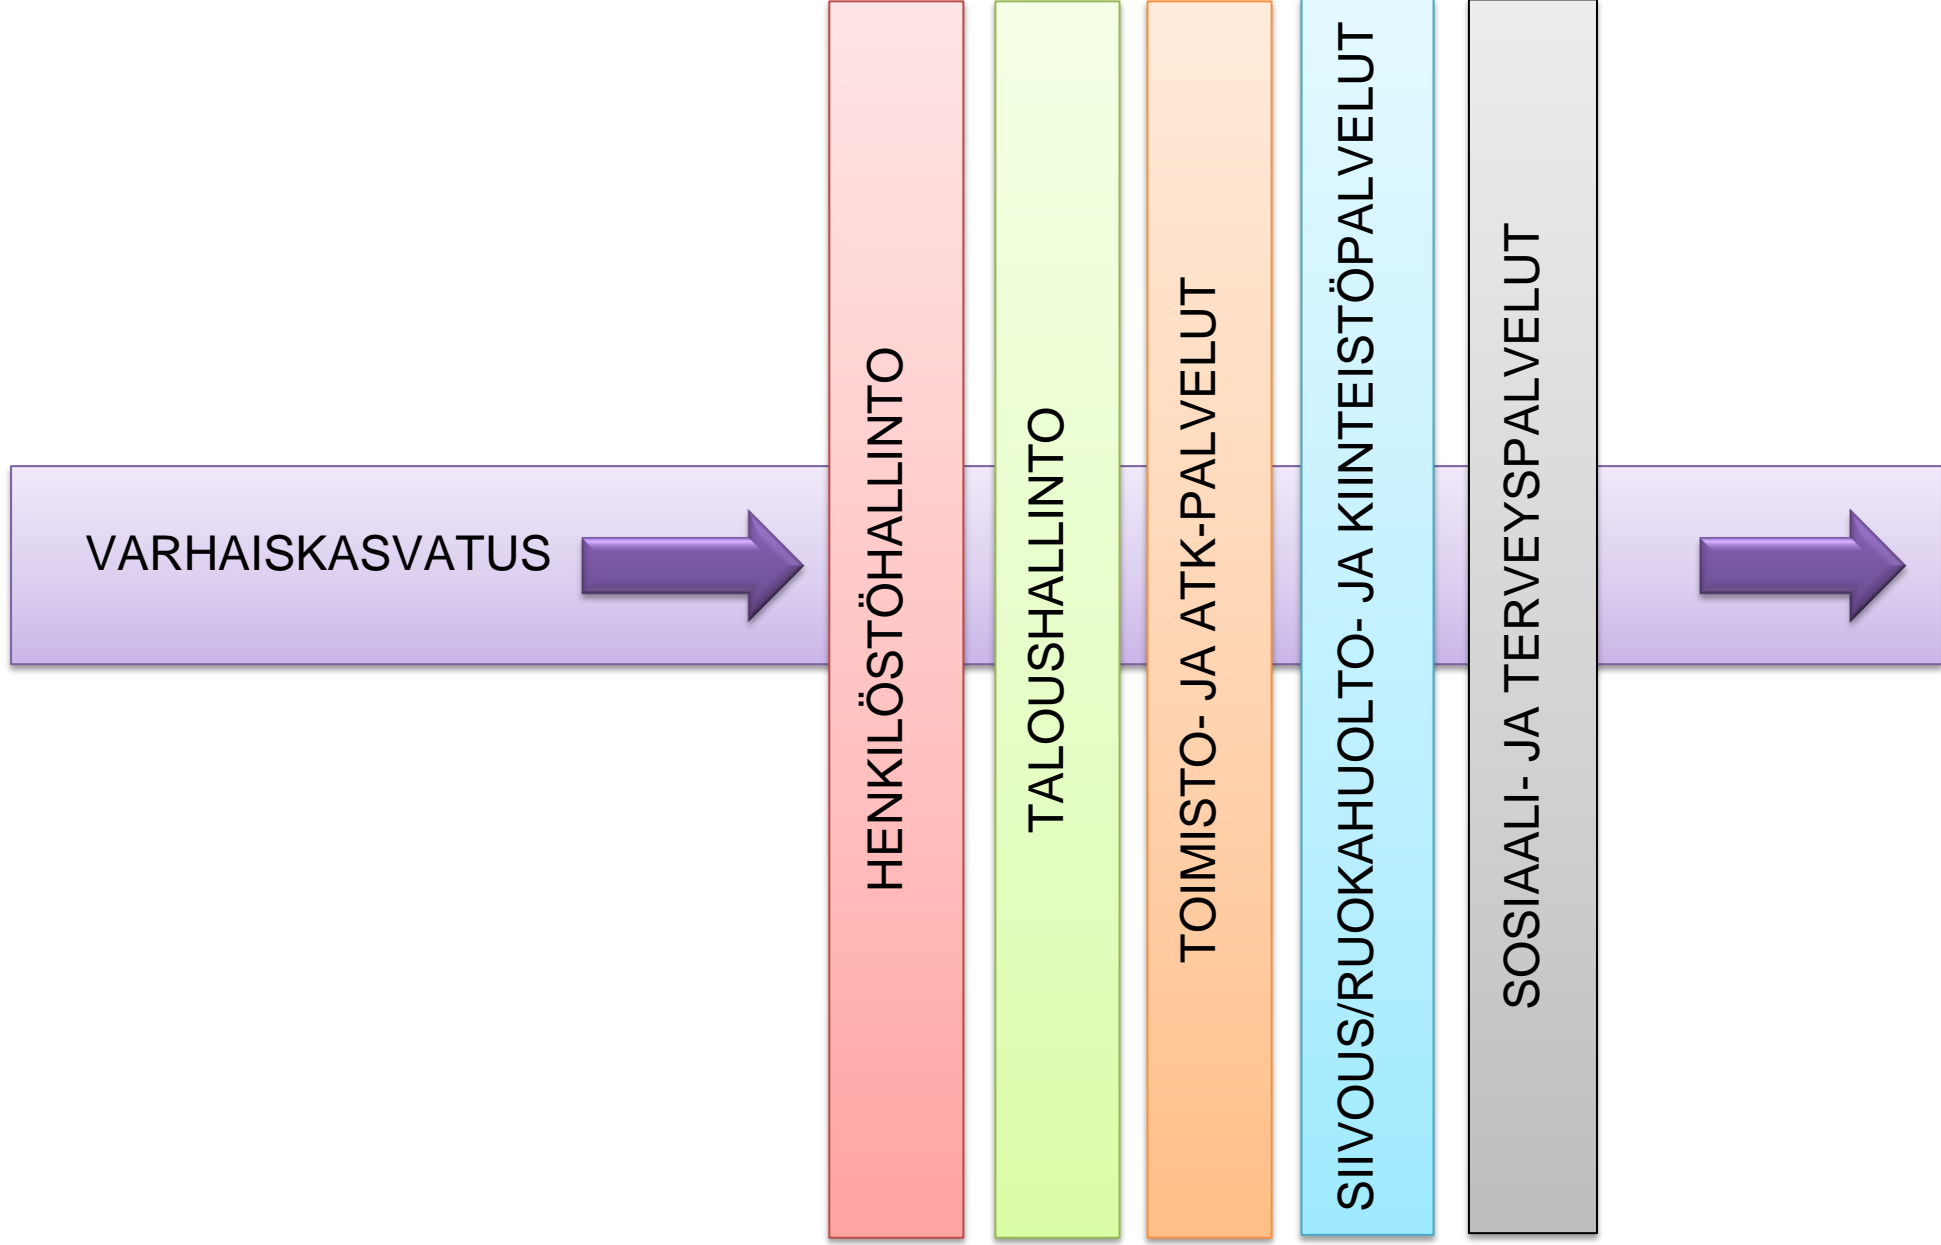 VARHAISKASVATUS
HENKILÖSTÖHALLINTO
TALOUSHALLINTO
TOIMISTO- JA ATK-PALVELUT
SIIVOUS/RUOKAHUOLTO- JA KIINTEISTÖPALVELUT
SOSIAALI- JA TERVEYSPALVELUT